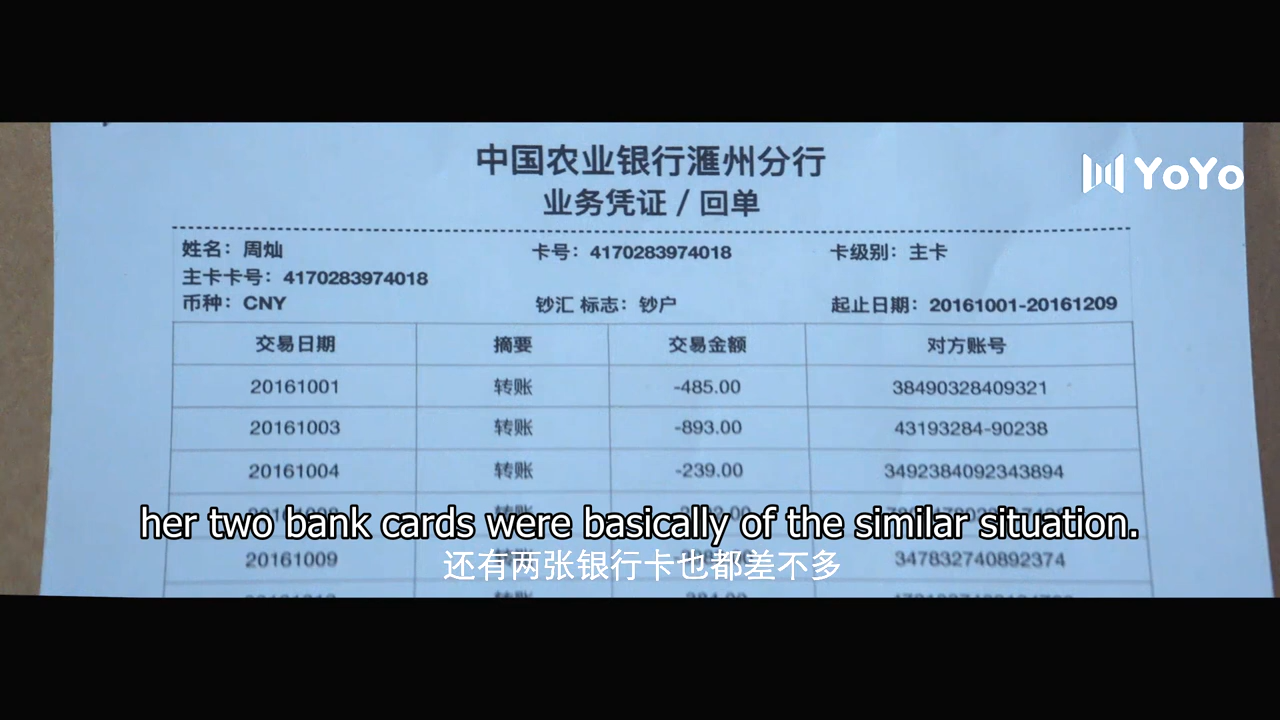 中国农业银行滙州分行
YoYo
业务凭证 / 回单
姓名：周灿 卡号：4170283974018 卡级别：主卡
主卡卡号：4170283974018
币种：CNY 钞汇 标志：钞户 起止日期：20161001-20161209
交易日期 摘要 交易金额 对方账号
20161001 转账 -485.00 38490328409321
20161003 转账 -893.00 43193284-90238
20161004 转账 -239.00 3492384092343894
her two bank cards were basically of the similar situation.
20161009 347832740892374
还有两张银行卡也都差不多